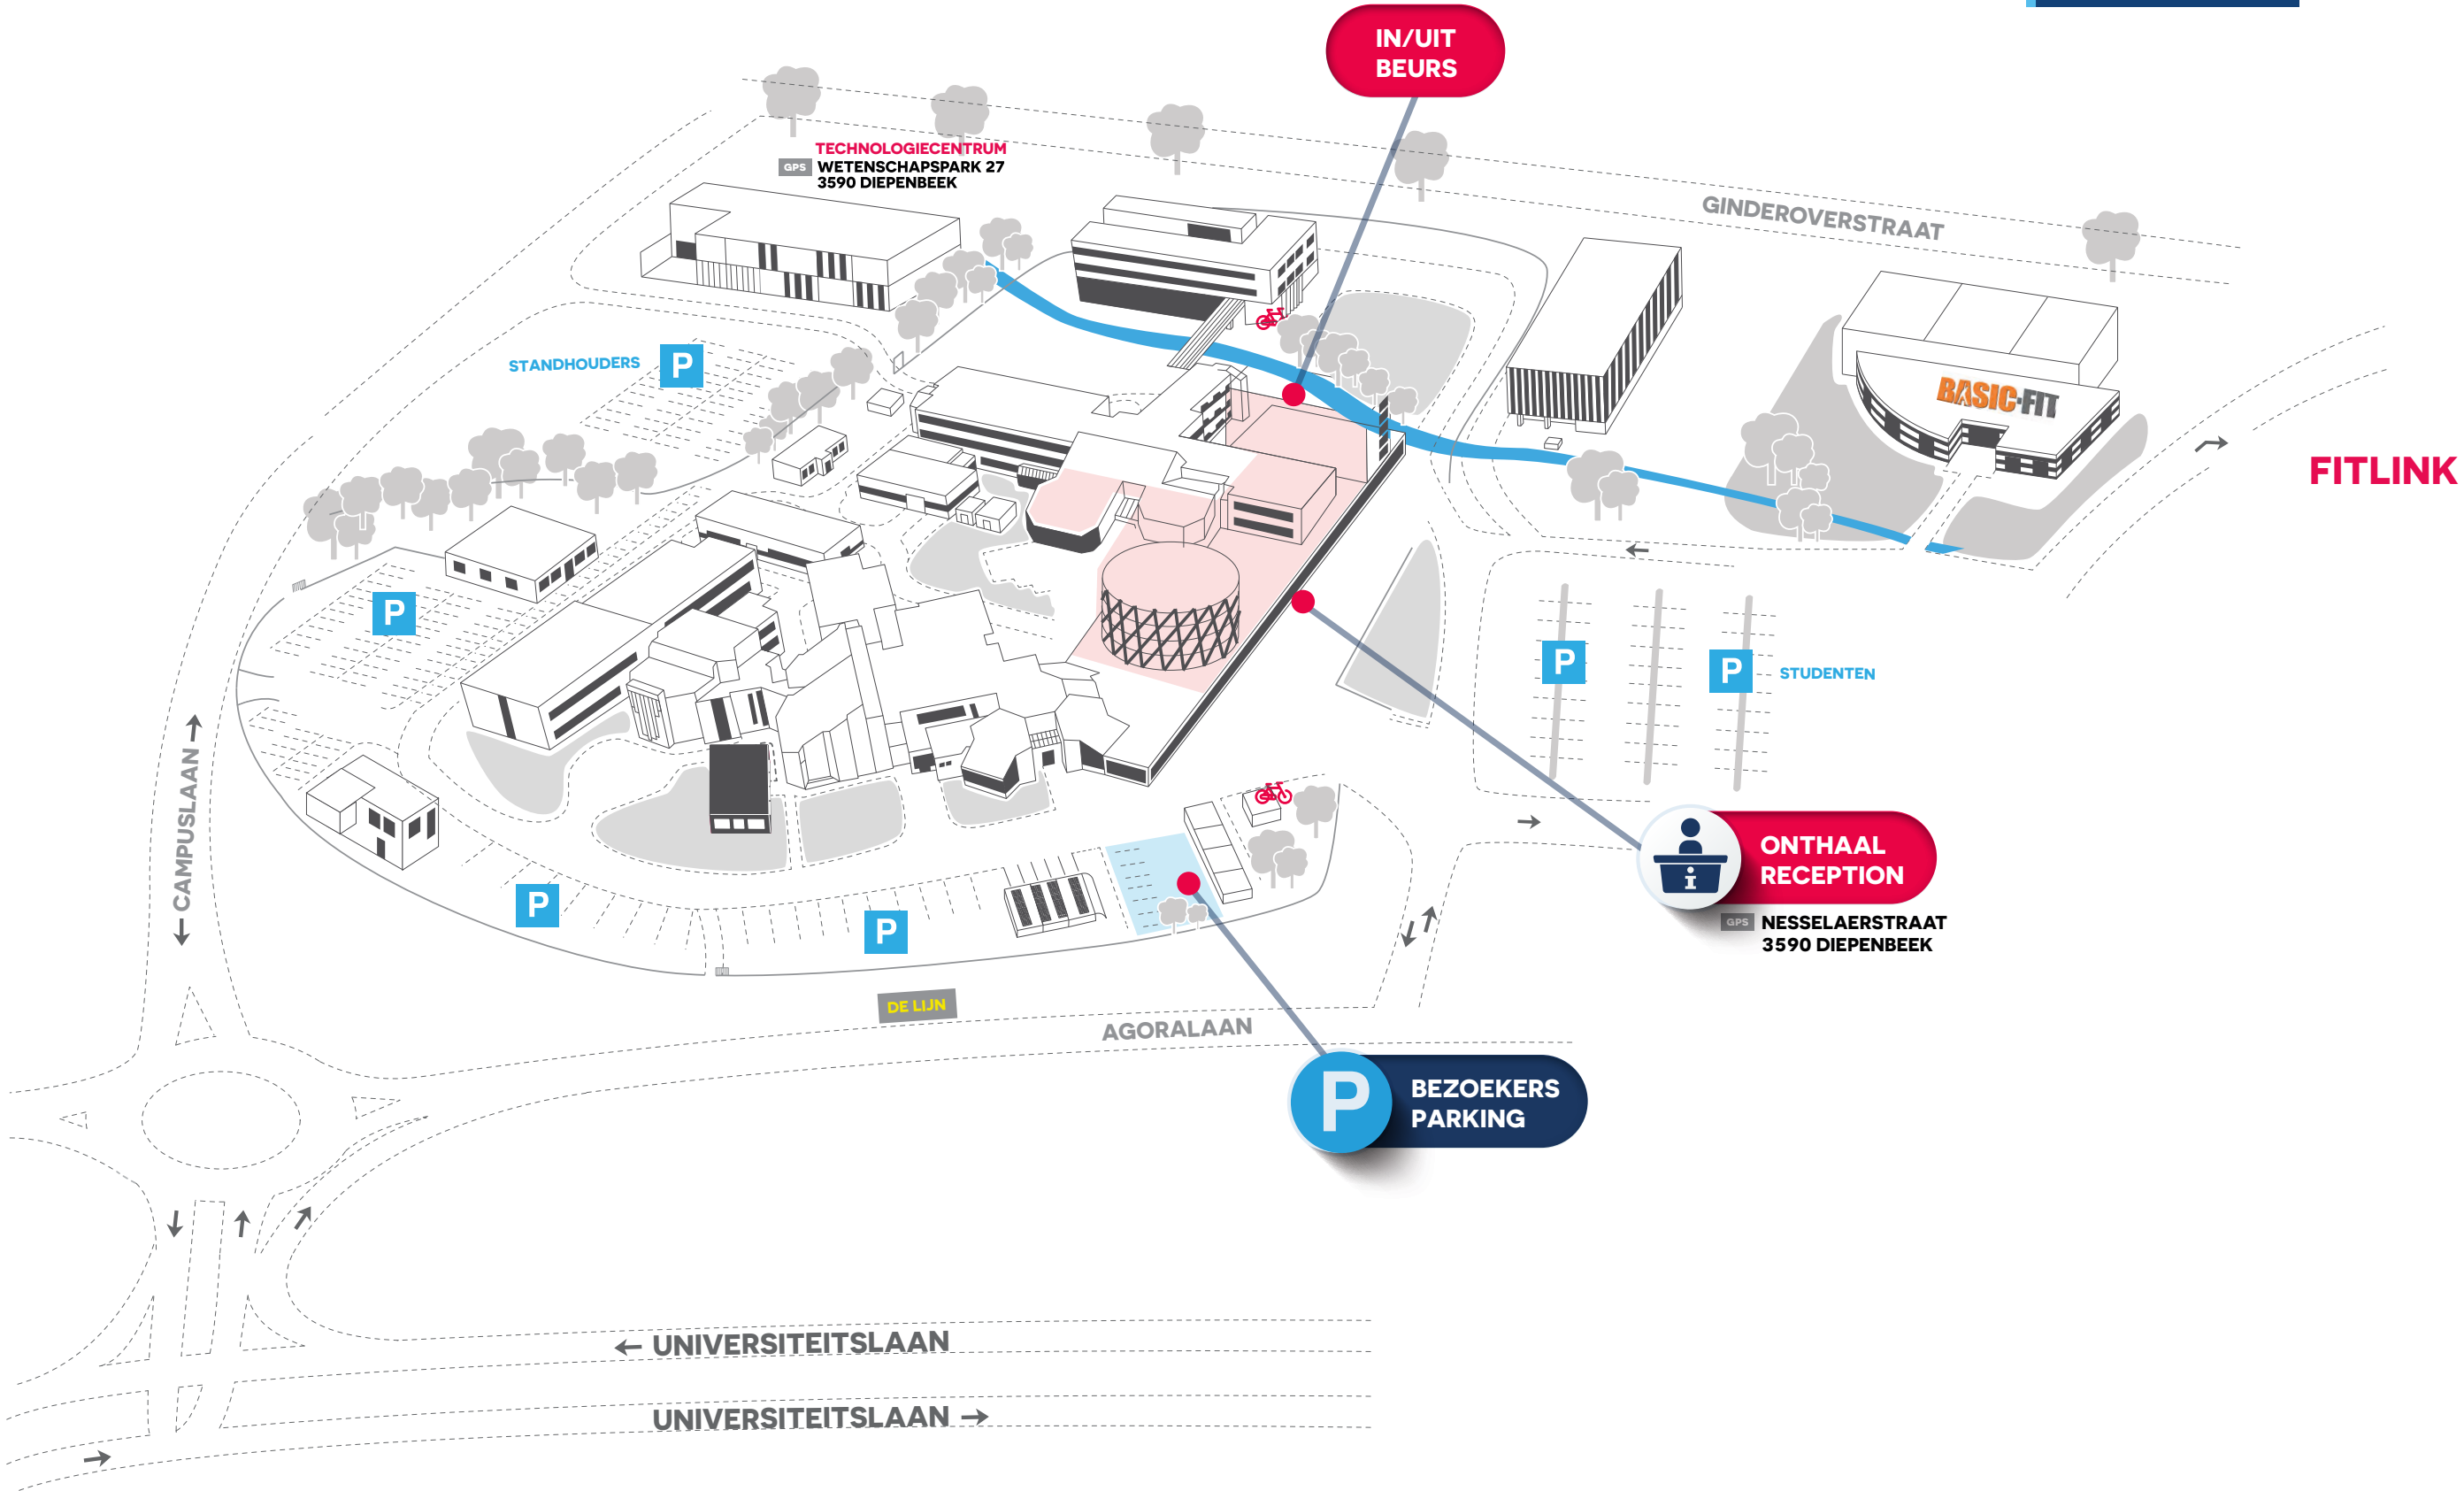 IN/UIT
BEURS
TECHNOLOGIECENTRUM
GPS WETENSCHAPSPARK 27
3590 DIEPENBEEK
GINDEROVERSTRAAT
STANDHOUDERS P
BASIC-FIT
FITLINK
P
P
P STUDENTEN
CAMPUSLAAN
ONTHAAL
RECEPTION
GPS NESSELAERSTRAAT
3590 DIEPENBEEK
P
P
DE LIJN
AGORALAAN
P BEZOEKERS
PARKING
UNIVERSITEITSLAAN
UNIVERSITEITSLAAN